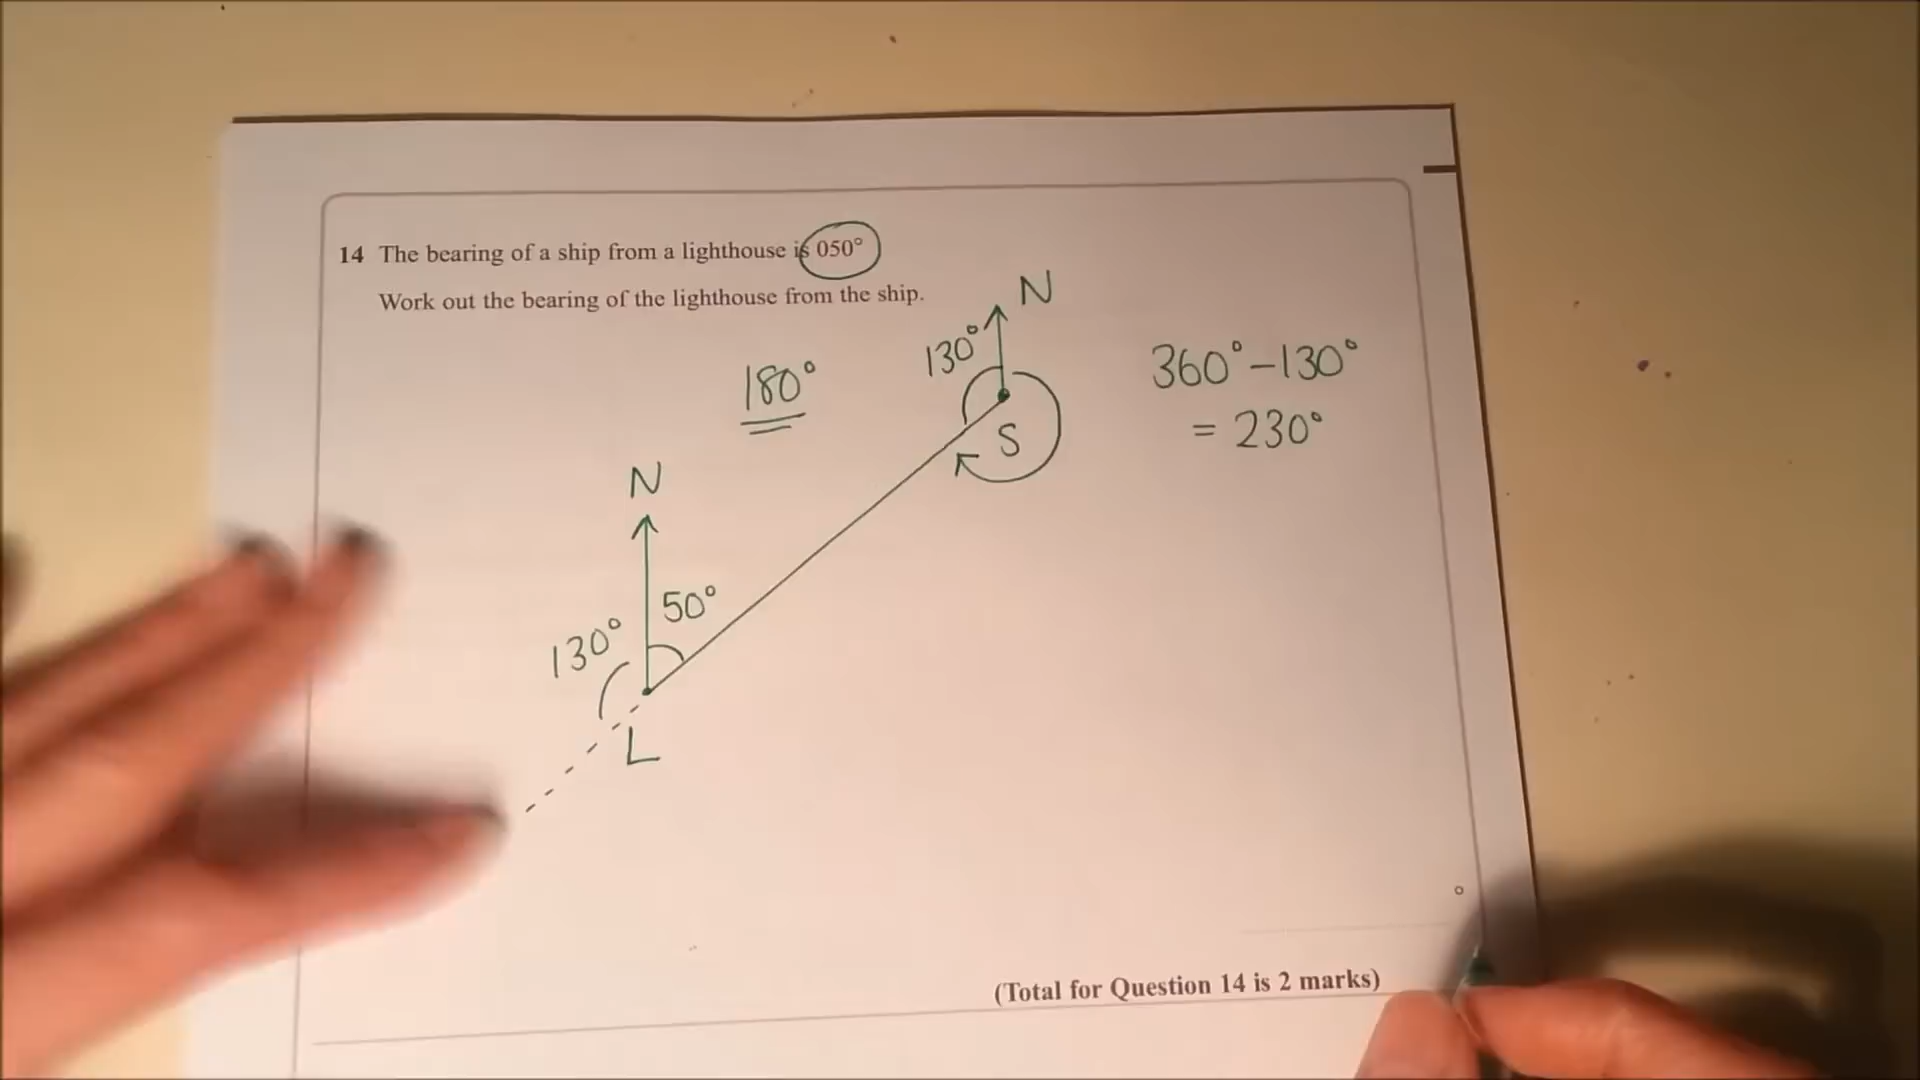 14 The bearing of a ship from a lighthouse is 050°
Work out the bearing of the lighthouse from the ship.
N
130°
180°
S
360° – 130°
= 230°
N
50°
130°
L
°
(Total for Question 14 is 2 marks)